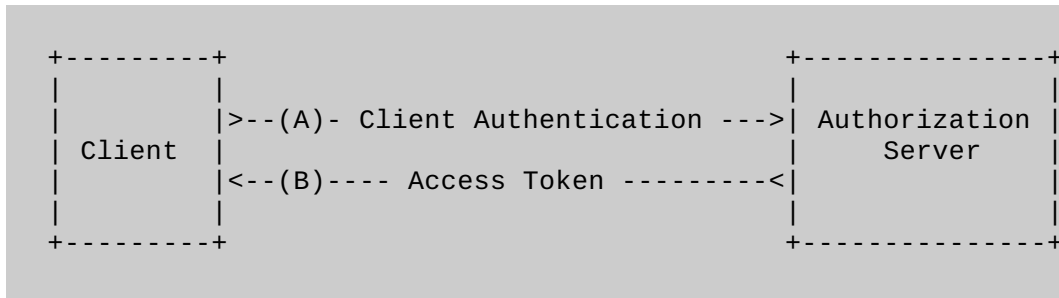 +---------+                                  +---------------+
|         |                                  |               |
|         |>--(A)- Client Authentication --->| Authorization |
| Client  |                                  |     Server    |
|         |<--(B)---- Access Token ---------<|               |
|         |                                  |               |
+---------+                                  +---------------+